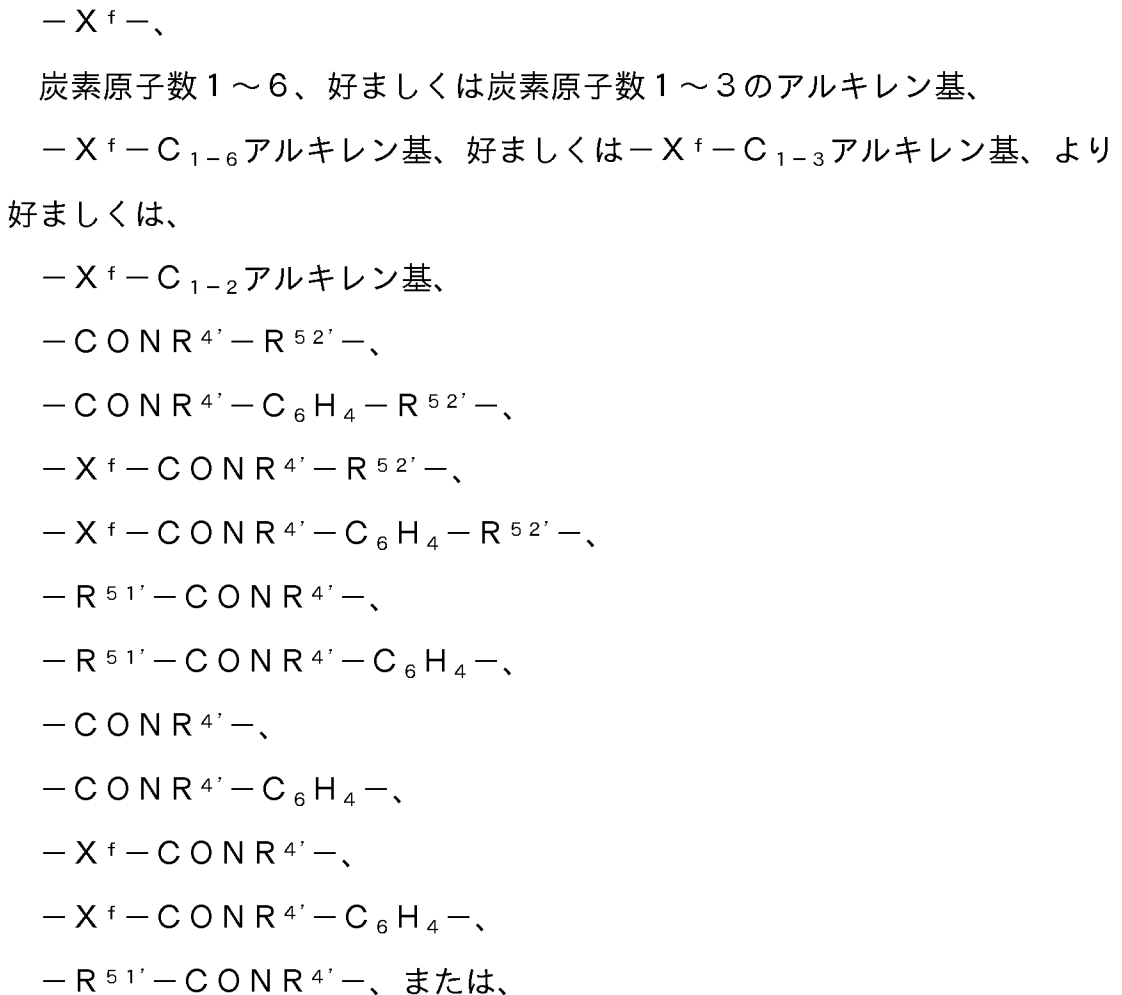 －Ｘᶠ－、
炭素原子数１～６、好ましくは炭素原子数１～３のアルキレン基、
－Ｘᶠ－Ｃ₁₋₆アルキレン基、好ましくは－Ｘᶠ－Ｃ₁₋₃アルキレン基、より
好ましくは、
－Ｘᶠ－Ｃ₁₋₂アルキレン基、
－ＣＯＮＲ⁴’－Ｒ⁵²’－、
－ＣＯＮＲ⁴’－Ｃ₆Ｈ₄－Ｒ⁵²’－、
－Ｘᶠ－ＣＯＮＲ⁴’－Ｒ⁵²’－、
－Ｘᶠ－ＣＯＮＲ⁴’－Ｃ₆Ｈ₄－Ｒ⁵²’－、
－Ｒ⁵¹’－ＣＯＮＲ⁴’－、
－Ｒ⁵¹’－ＣＯＮＲ⁴’－Ｃ₆Ｈ₄－、
－ＣＯＮＲ⁴’－、
－ＣＯＮＲ⁴’－Ｃ₆Ｈ₄－、
－Ｘᶠ－ＣＯＮＲ⁴’－、
－Ｘᶠ－ＣＯＮＲ⁴’－Ｃ₆Ｈ₄－、
－Ｒ⁵¹’－ＣＯＮＲ⁴’－、または、